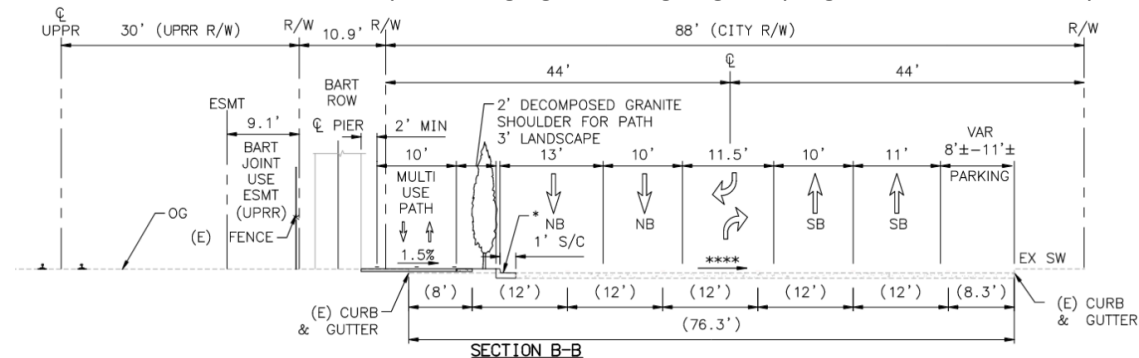 ℄
UPPR
30' (UPRR R/W)
R/W
10.9'
R/W
88' (CITY R/W)
R/W
44'
℄
44'
ESMT
9.1'
BART
JOINT
USE
ESMT
(UPRR)
BART
ROW
℄ PIER
2' MIN
2' DECOMPOSED GRANITE
SHOULDER FOR PATH
3' LANDSCAPE
10'
MULTI
USE
PATH
1.5%
13'
NB
10'
NB
11.5'
10'
SB
11'
SB
VAR
8'±-11'±
PARKING
*
1' S/C
****
OG
(E) FENCE
EX SW
(E) CURB
& GUTTER
(8')
(12')
(12')
(12')
(12')
(12')
(8.3')
(76.3')
(E) CURB
& GUTTER
SECTION B-B